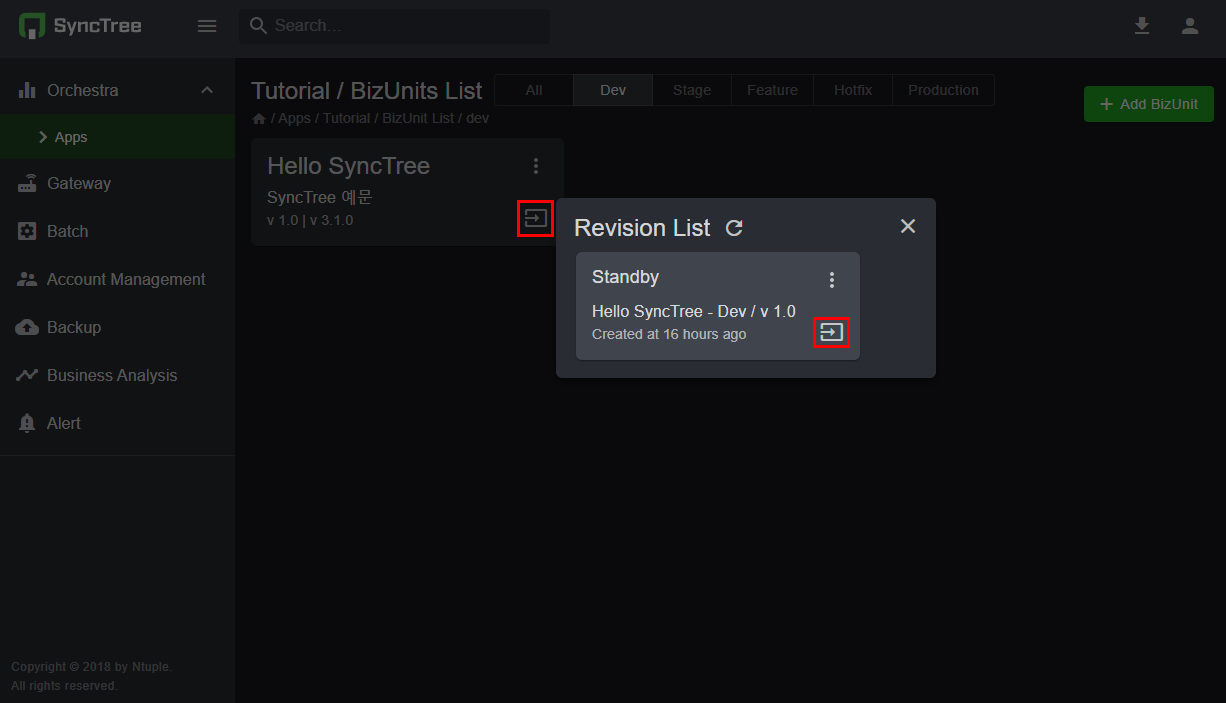 SyncTree
Search...
Orchestra
Apps
Gateway
Batch
Account Management
Backup
Business Analysis
Alert
Copyright © 2018 by Ntuple.
All rights reserved.
Tutorial / BizUnits List
All Dev Stage Feature Hotfix Production
/ Apps / Tutorial / BizUnit List / dev
+ Add BizUnit
Hello SyncTree
SyncTree 예문
v 1.0 | v 3.1.0
Revision List
Standby
Hello SyncTree - Dev / v 1.0
Created at 16 hours ago